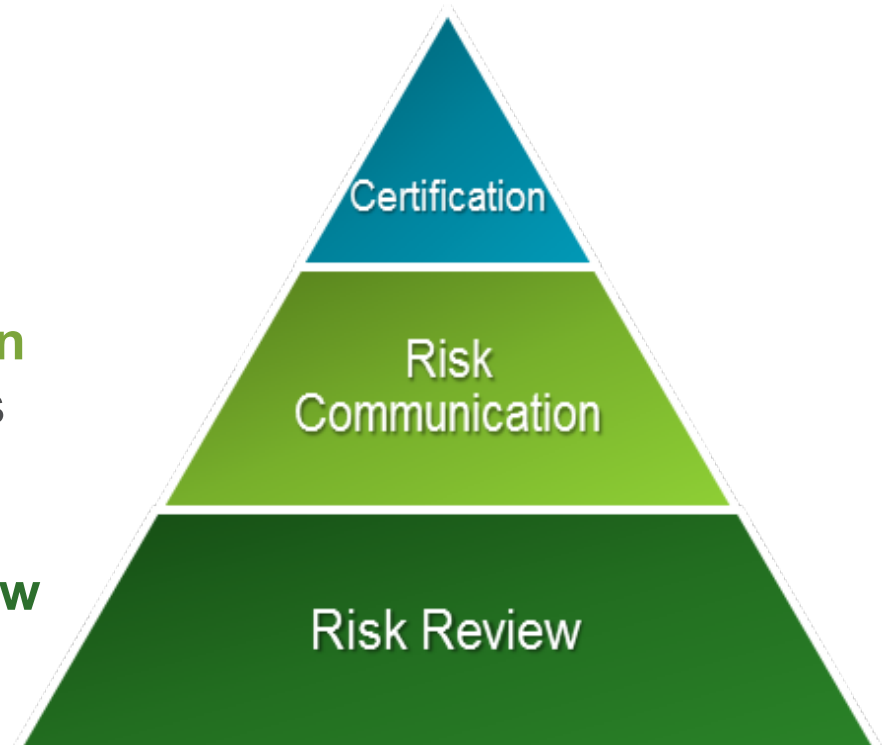 Certification
n
Risk
s
Communication
w
Risk Review